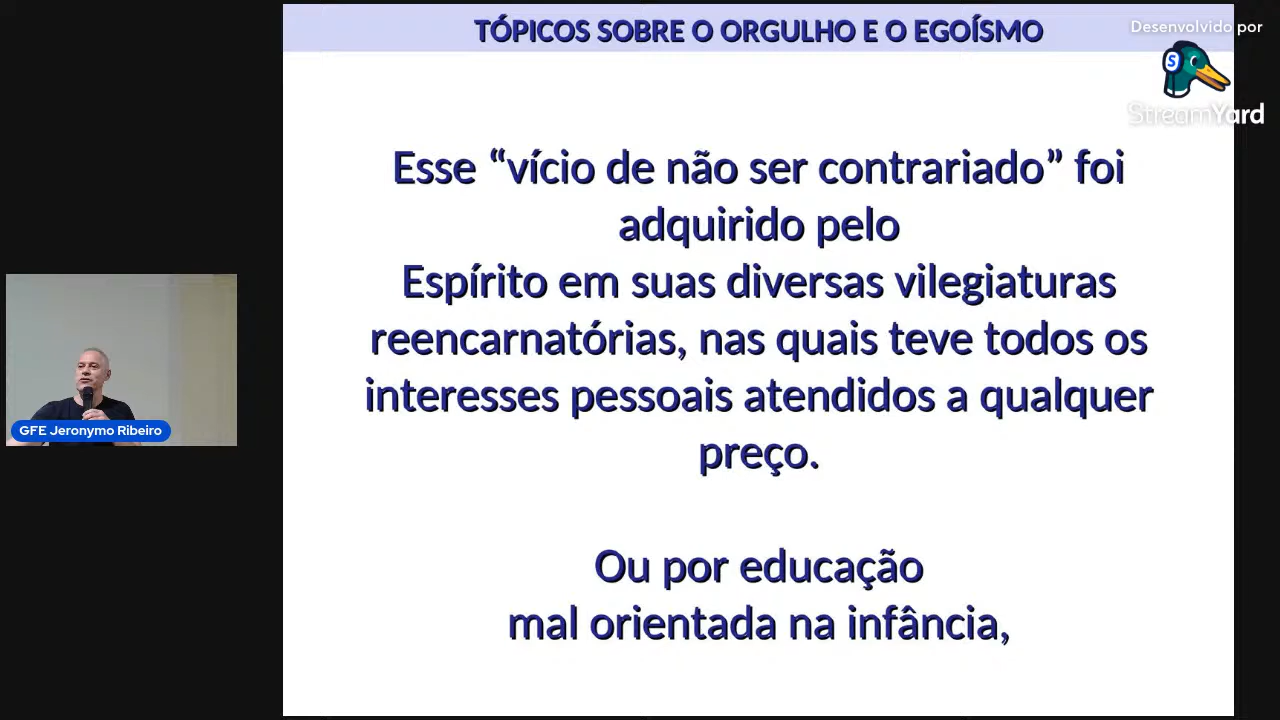 TÓPICOS SOBRE O ORGULHO E O EGOÍSMO
Desenvolvido por
S
StreamYard
Esse “vício de não ser contrariado” foi
adquirido pelo
Espírito em suas diversas vilegiaturas
reencarnatórias, nas quais teve todos os
interesses pessoais atendidos a qualquer
preço.
Ou por educação
mal orientada na infância,
GFE Jeronymo Ribeiro